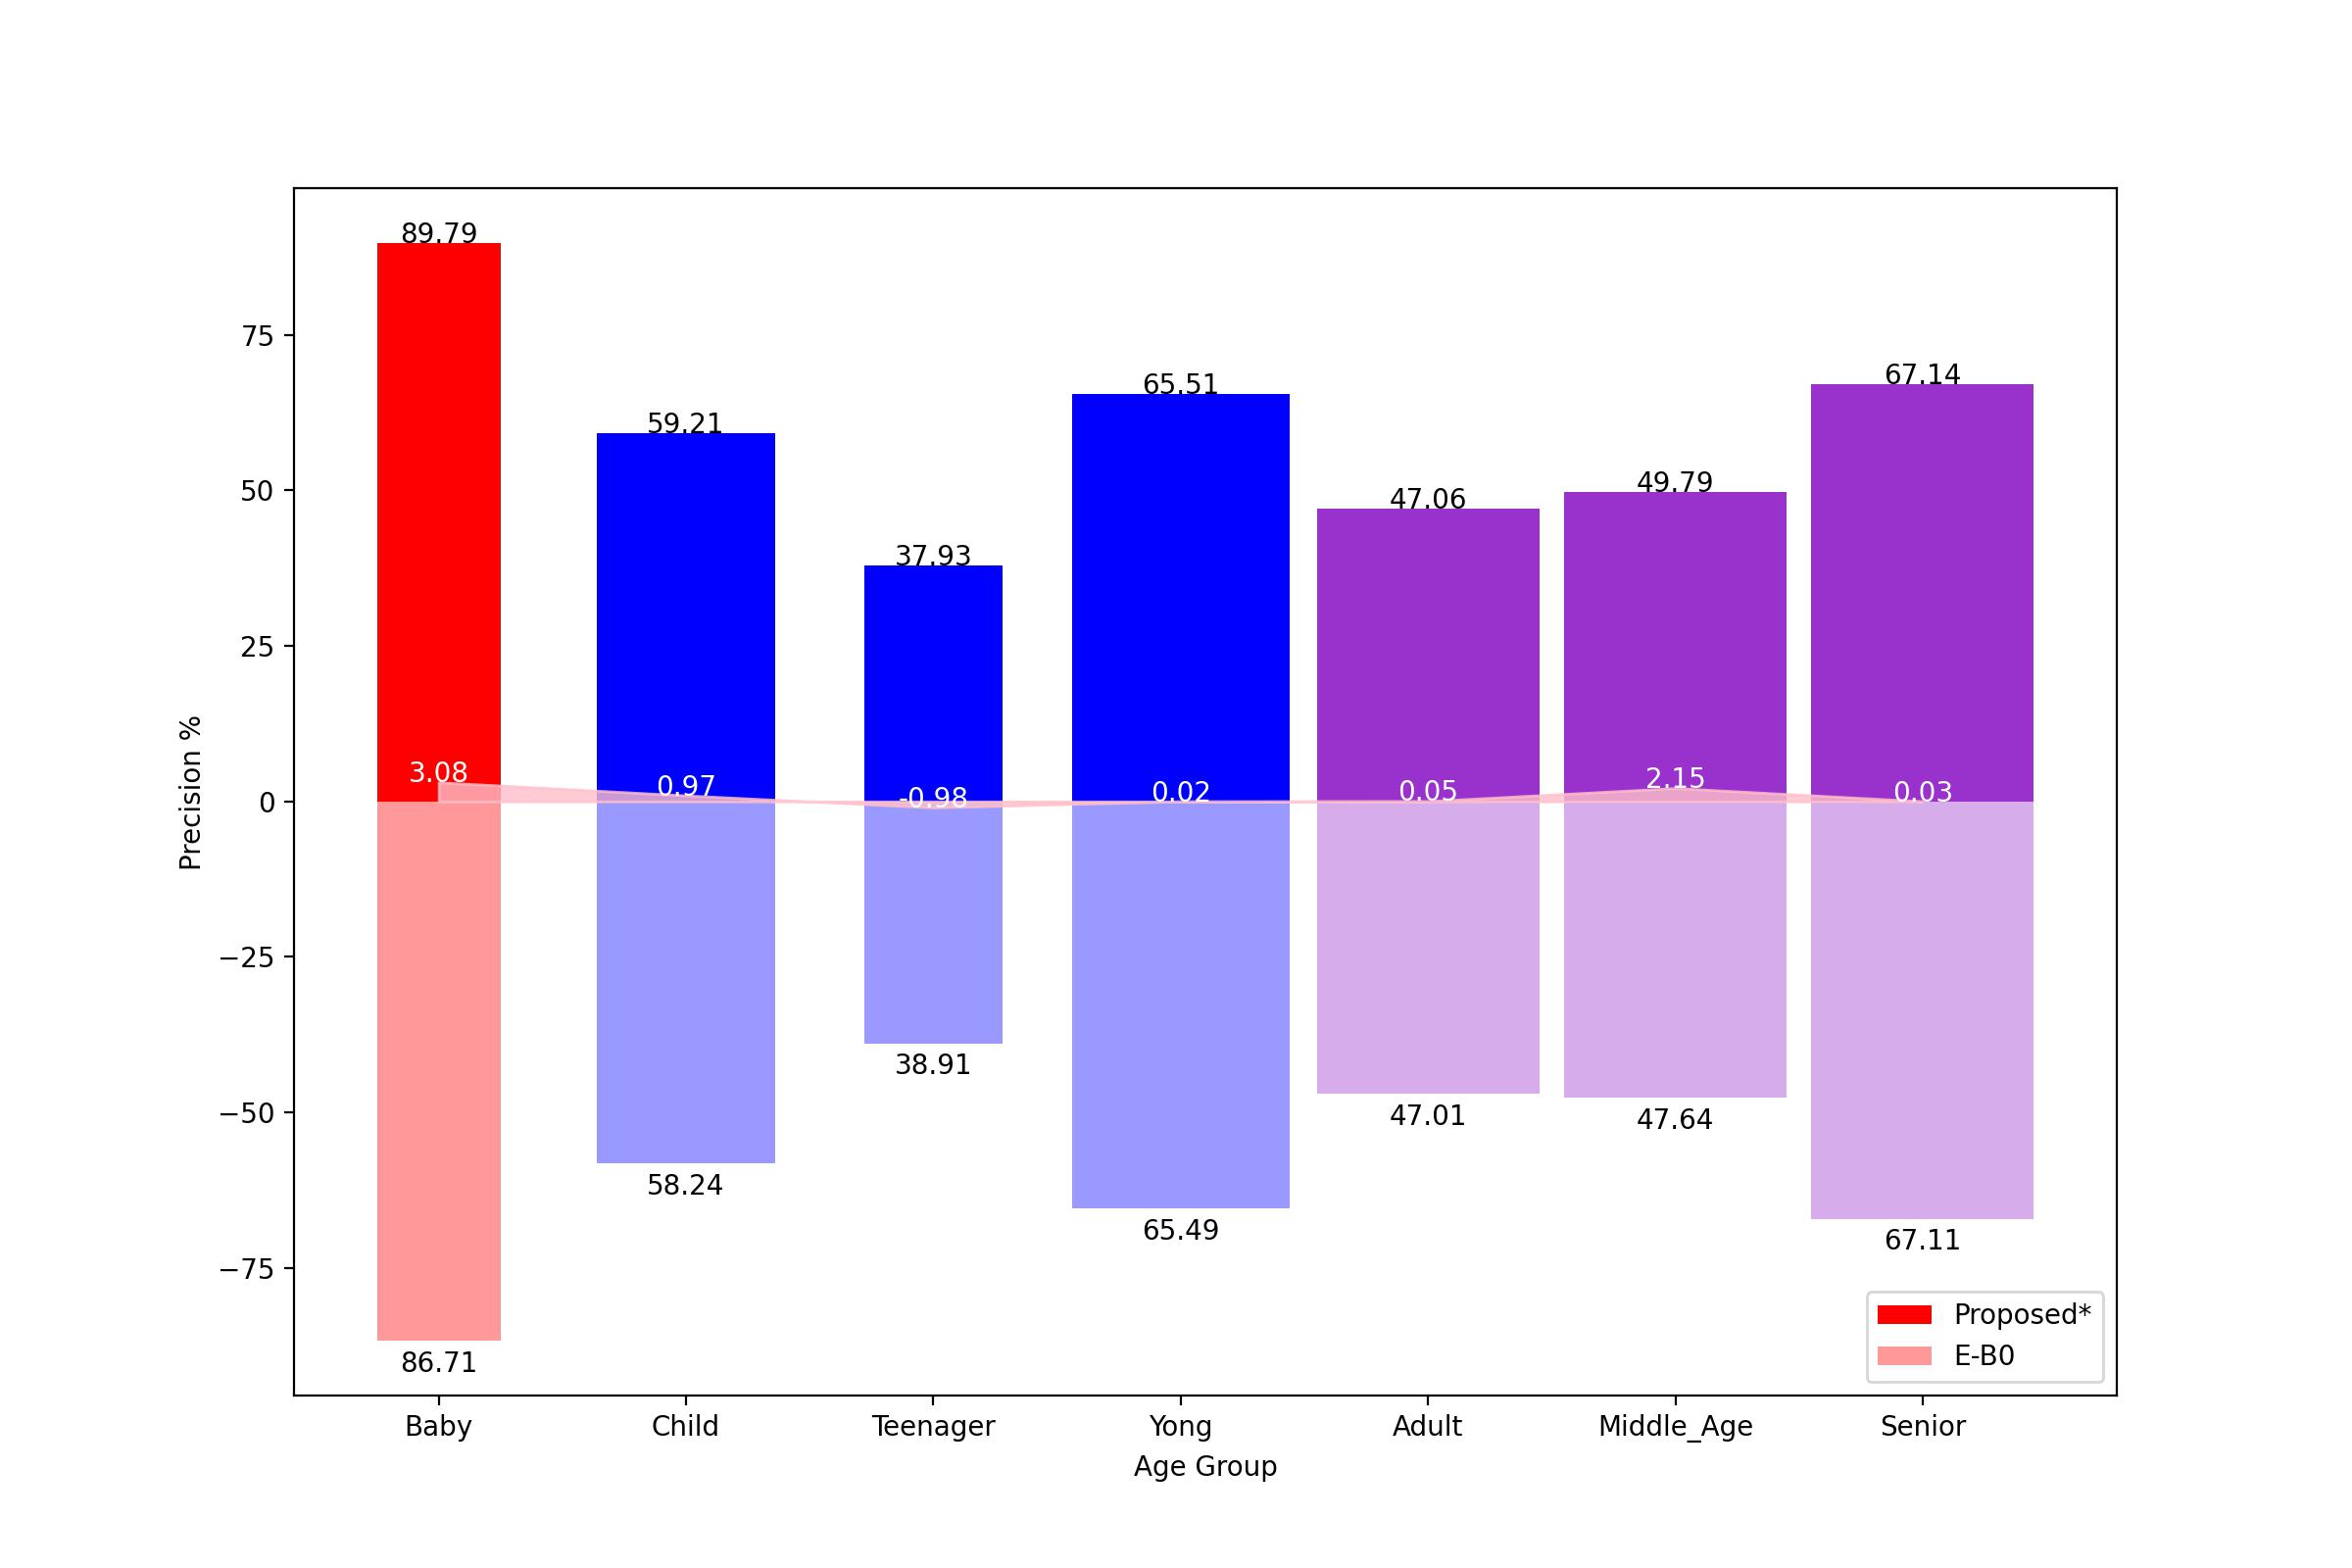 89.79
59.21
37.93
65.51
47.06
49.79
67.14
75
50
25
0
−25
−50
−75
Precision %
3.08
0.97
-0.98
0.02
0.05
2.15
0.03
86.71
58.24
38.91
65.49
47.01
47.64
67.11
Proposed*
E-B0
Baby
Child
Teenager
Yong
Adult
Middle_Age
Senior
Age Group